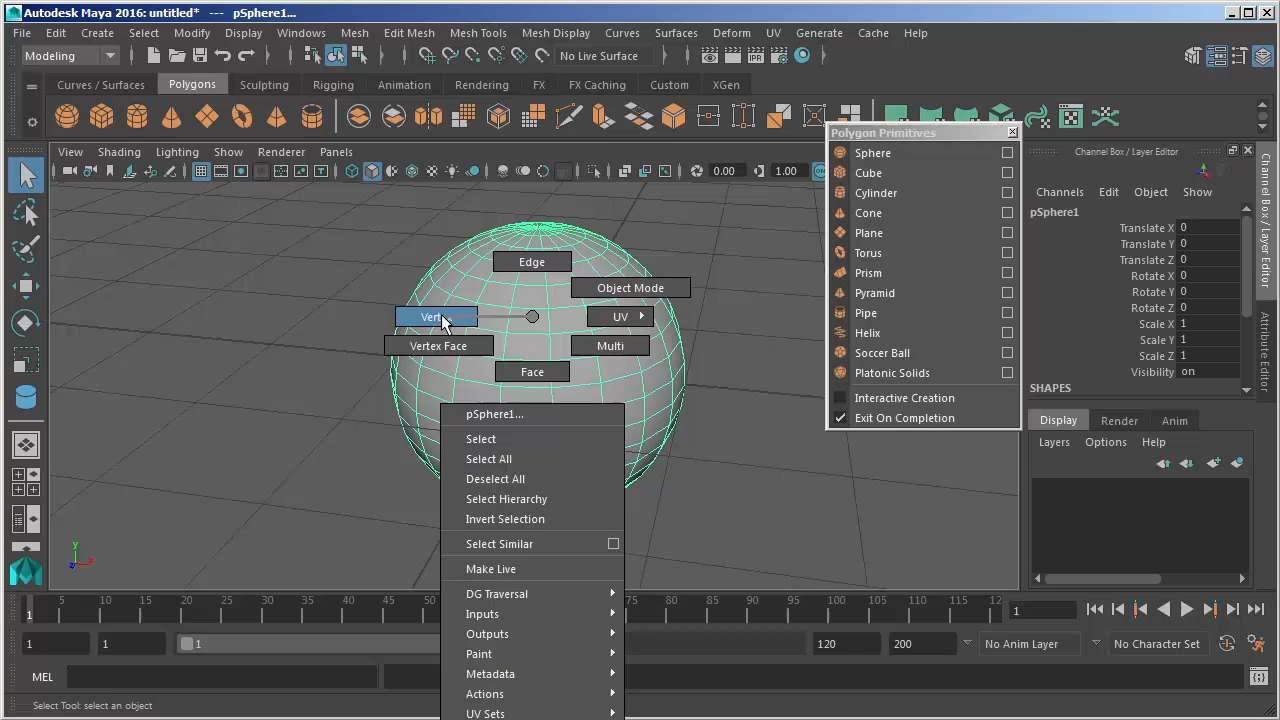 Autodesk Maya 2016: untitled* --- pSphere1...
File Edit Create Select Modify Display Windows Mesh Edit Mesh Mesh Tools Mesh Display Curves Surfaces Deform UV Generate Cache Help
Modeling No Live Surface
Curves / Surfaces Polygons Sculpting Rigging Animation Rendering FX FX Caching Custom XGen
View Shading Lighting Show Renderer Panels
0.00 1.00
Polygon Primitives
Sphere
Cube
Cylinder
Cone
Plane
Torus
Prism
Pyramid
Pipe
Helix
Soccer Ball
Platonic Solids
Interactive Creation
Exit On Completion
Edge
Object Mode
UV
Vertex Face
Multi
Face
pSphere1...
Select
Select All
Deselect All
Select Hierarchy
Invert Selection
Select Similar
Make Live
DG Traversal
Inputs
Outputs
Paint
Metadata
Actions
UV Sets
Channel Box / Layer Editor
Channels Edit Object Show
pSphere1
Translate X 0
Translate Y 0
Translate Z 0
Rotate X 0
Rotate Y 0
Rotate Z 0
Scale X 1
Scale Y 1
Scale Z 1
Visibility on
SHAPES
Display Render Anim
Layers Options Help
Channel Box / Layer Editor
Attribute Editor
y
x
z
1 5 10 15 20 25 30 35 40 45 50 75 80 85 90 95 100 105 110 115 12
1
1 1 1 120 200 No Anim Layer No Character Set
MEL
Select Tool: select an object